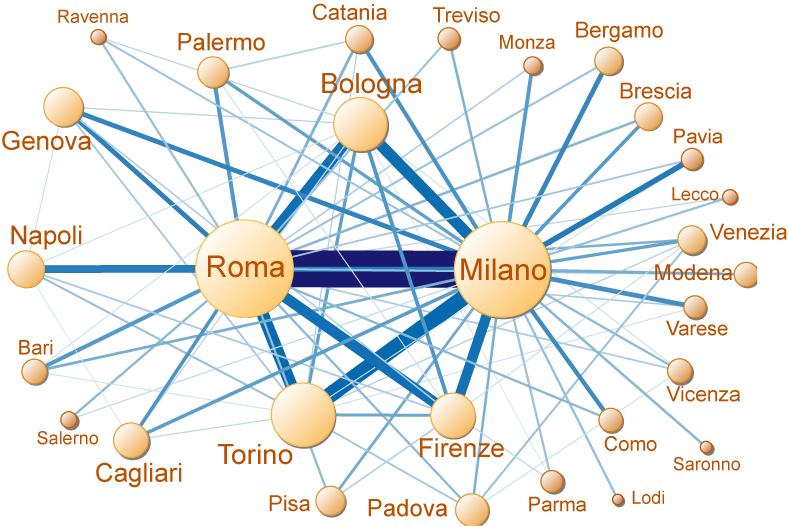 Catania
Treviso
Ravenna
Palermo
Monza
Bergamo
Bologna
Brescia
Genova
Pavia
Lecco
Napoli
Venezia
Roma
Milano
Modena
Varese
Bari
Vicenza
Salerno
Como
Firenze
Torino
Saronno
Cagliari
Lodi
Pisa
Padova
Parma